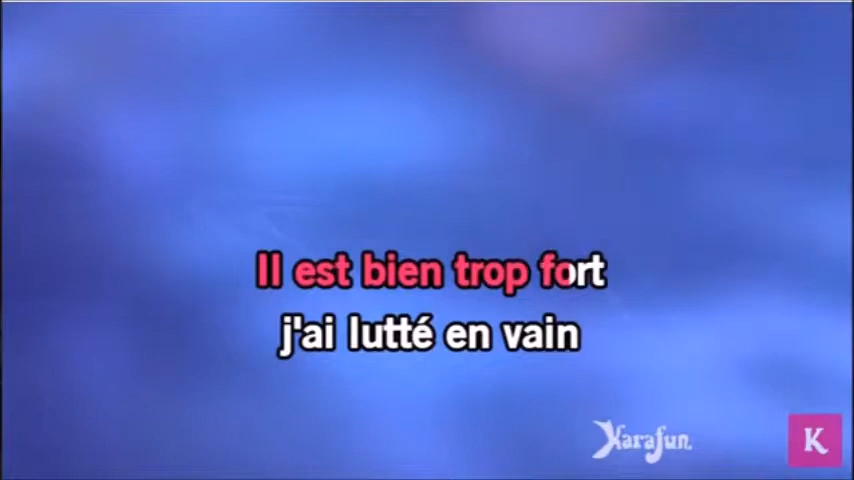 Il est bien trop fort
j'ai lutté en vain
Karafun
K